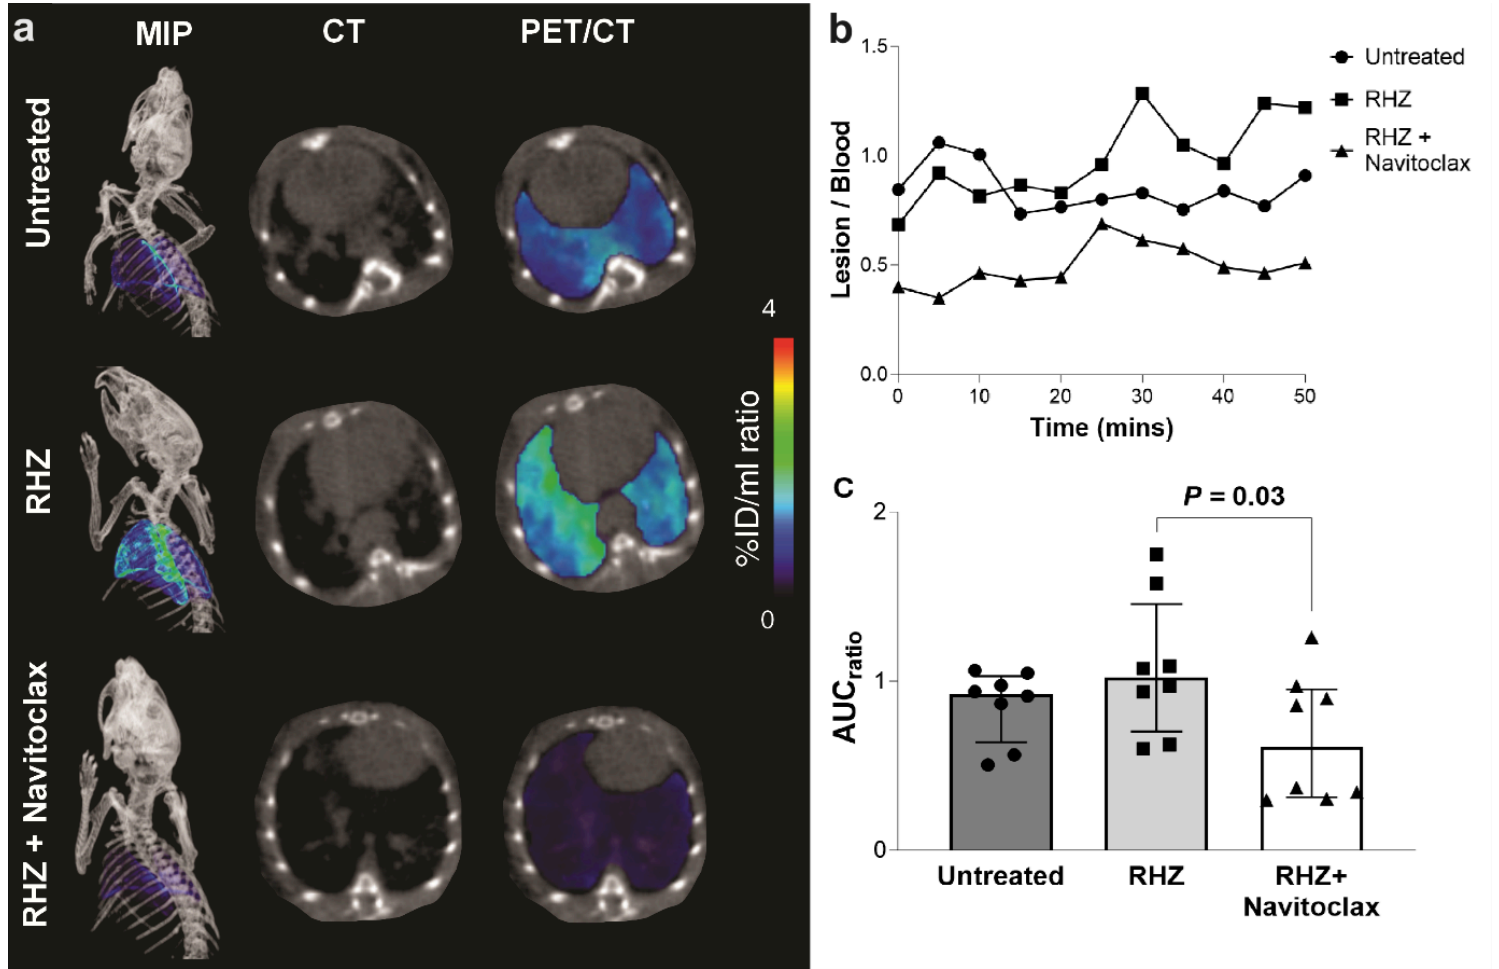 a
MIP
CT
PET/CT
Untreated
RHZ
RHZ + Navitoclax
4
%ID/ml ratio
0
b
1.5
1.0
0.5
0.0
Lesion / Blood
0 10 20 30 40 50
Time (mins)
Untreated
RHZ
RHZ +
Navitoclax
c
P = 0.03
2
1
0
AUCratio
Untreated
RHZ
RHZ+
Navitoclax